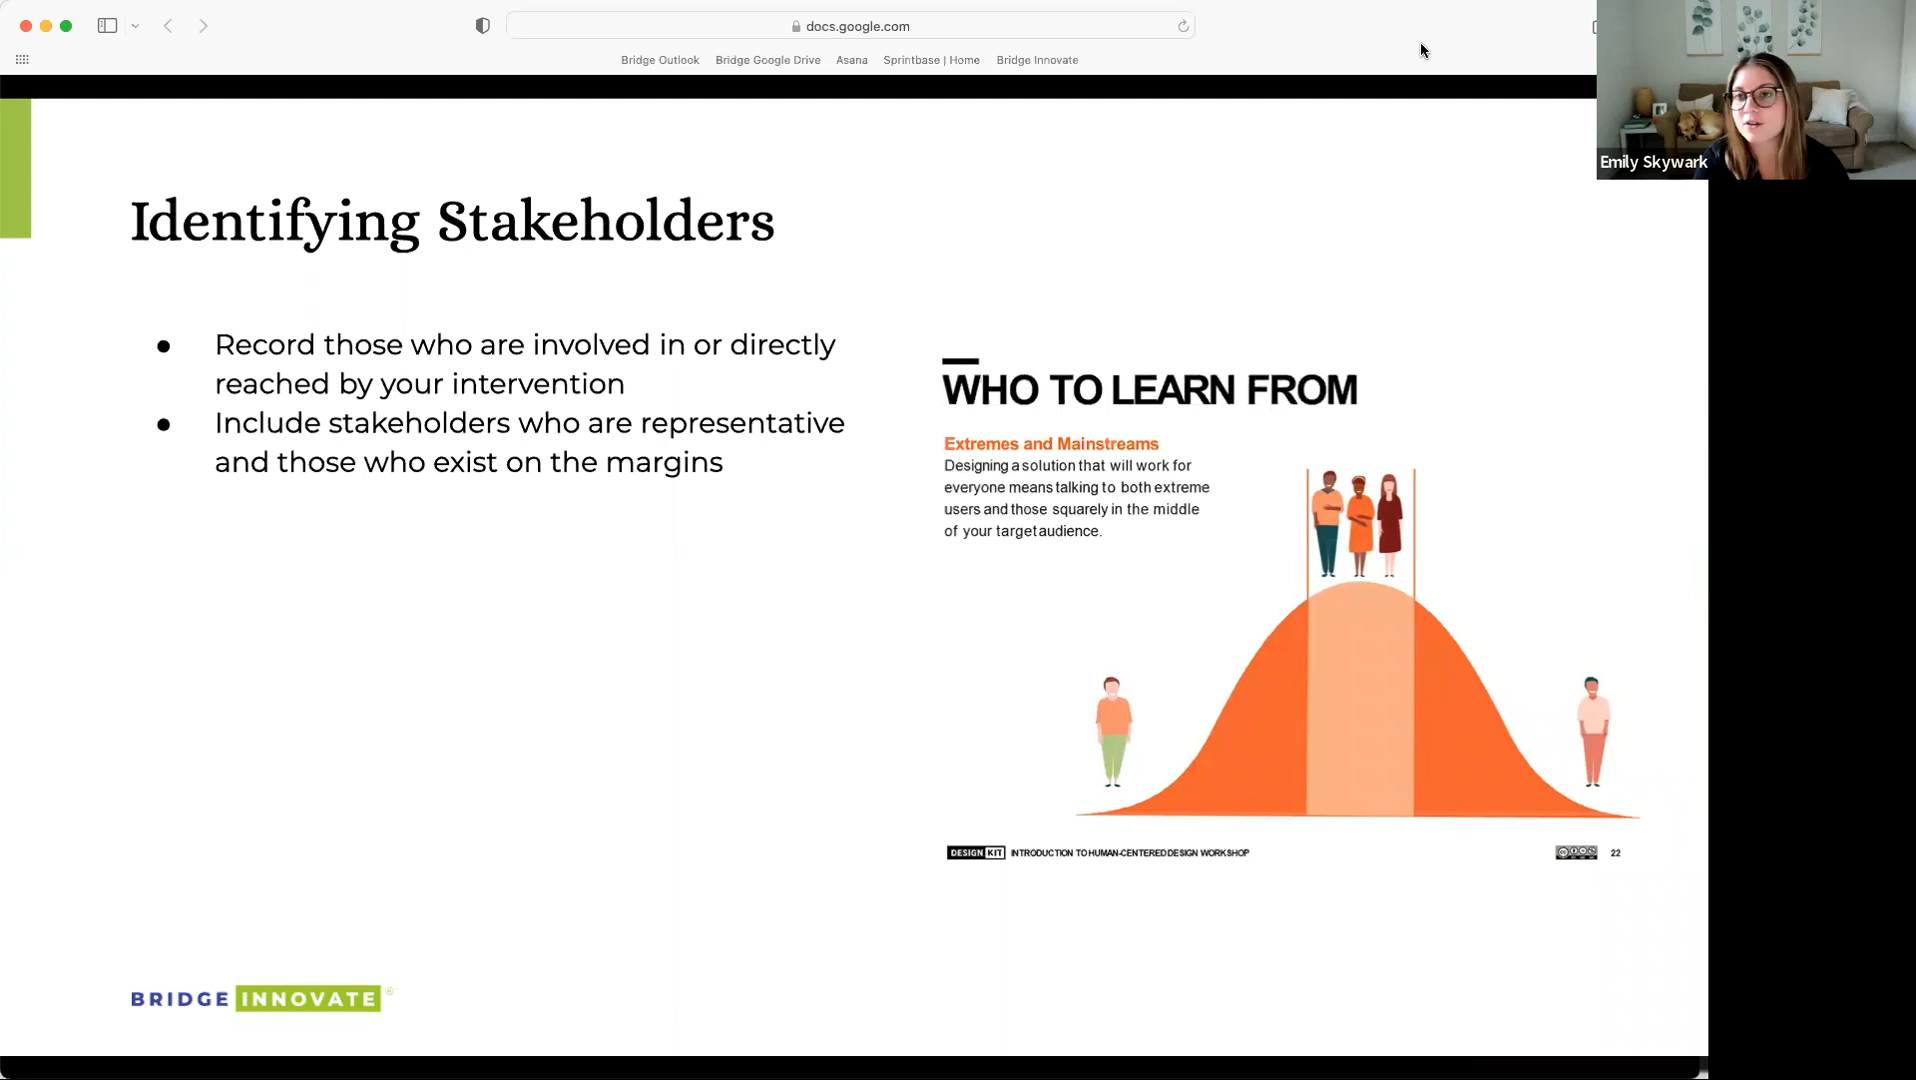 docs.google.com
Bridge Outlook Bridge Google Drive Asana Sprintbase | Home Bridge Innovate
Emily Skywark
Identifying Stakeholders
● Record those who are involved in or directly
reached by your intervention
● Include stakeholders who are representative
and those who exist on the margins
WHO TO LEARN FROM
Extremes and Mainstreams
Designing a solution that will work for
everyone means talking to both extreme
users and those squarely in the middle
of your target audience.
DESIGN KIT INTRODUCTION TO HUMAN-CENTERED DESIGN WORKSHOP
22
BRIDGE INNOVATE®